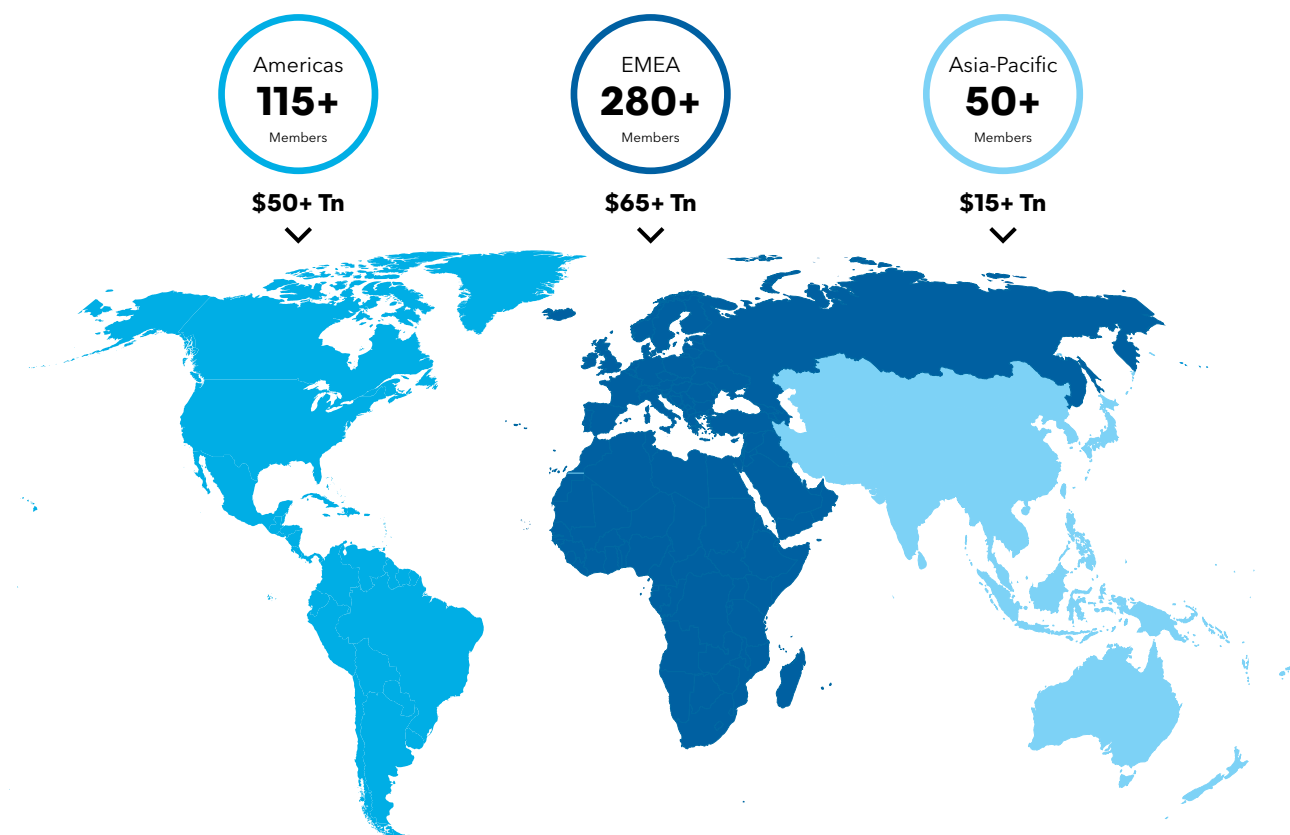 Americas
115+
Members
$50+ Tn
EMEA
280+
Members
$65+ Tn
Asia-Pacific
50+
Members
$15+ Tn